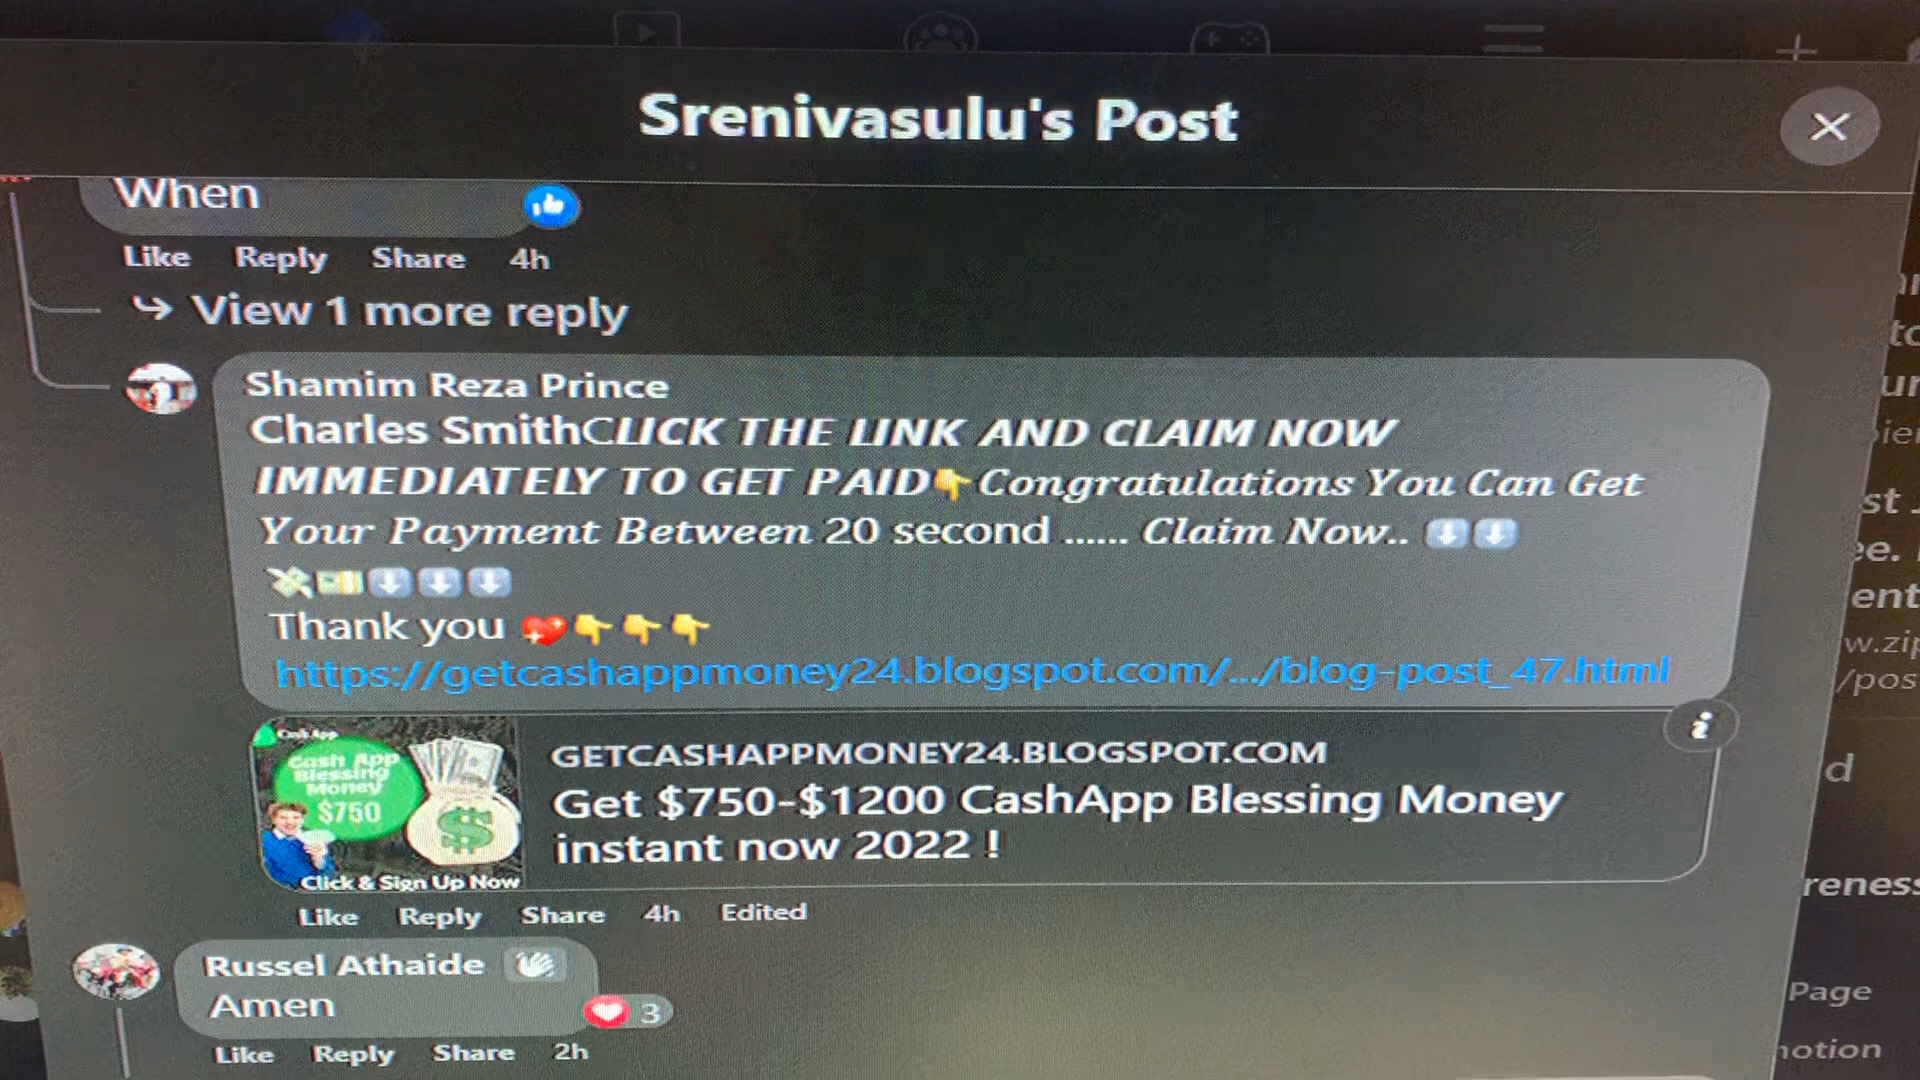 Srenivasulu's Post
When
Like Reply Share 4h
View 1 more reply
Shamim Reza Prince
Charles SmithCLICK THE LINK AND CLAIM NOW
IMMEDIATELY TO GET PAID👇Congratulations You Can Get
Your Payment Between 20 second ...... Claim Now.. ⬇️⬇️
💸💵⬇️⬇️⬇️
Thank you 💖👇👇👇
https://getcashappmoney24.blogspot.com/.../blog-post_47.html
Cash App
Cash App
Blessing
Money
$750
Click & Sign Up Now
GETCASHAPPMONEY24.BLOGSPOT.COM
Get $750-$1200 CashApp Blessing Money
instant now 2022 !
Like Reply Share 4h Edited
Russel Athaide
Amen
3
Like Reply Share 2h
Page